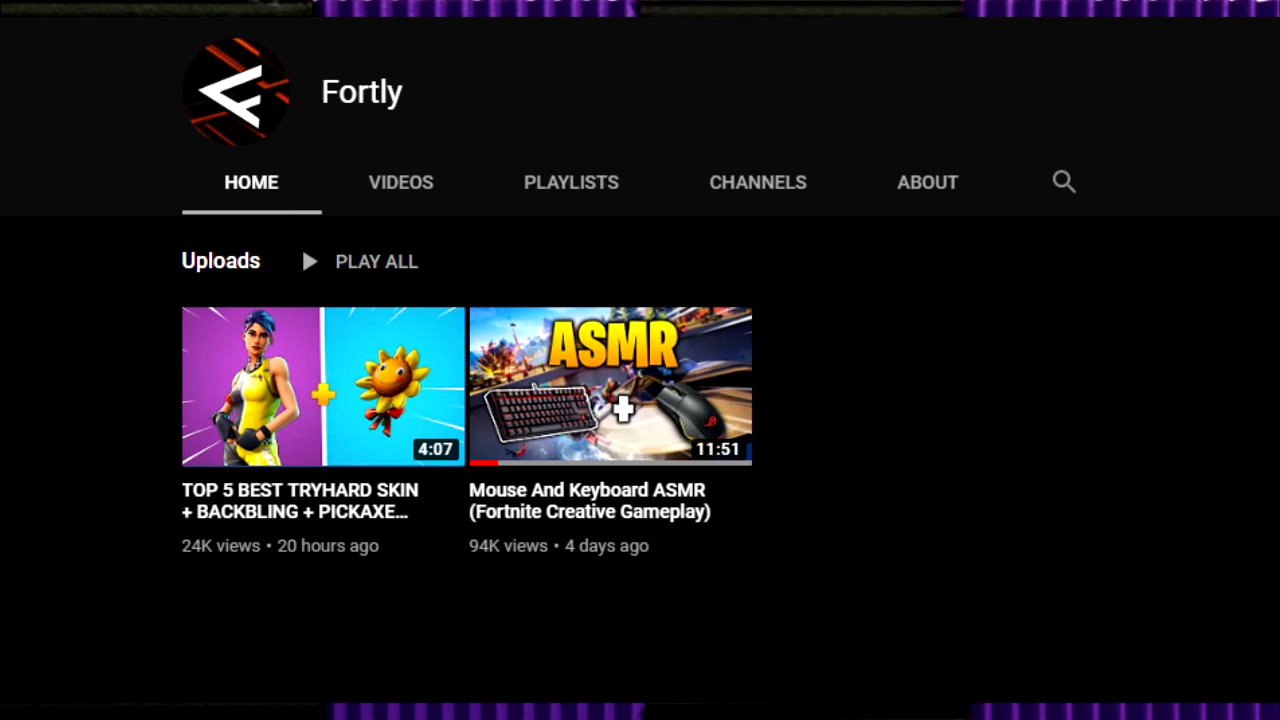 Fortly
HOME VIDEOS PLAYLISTS CHANNELS ABOUT
Uploads PLAY ALL
4:07
ASMR
11:51
TOP 5 BEST TRYHARD SKIN
+ BACKBLING + PICKAXE...
24K views • 20 hours ago
Mouse And Keyboard ASMR
(Fortnite Creative Gameplay)
94K views • 4 days ago